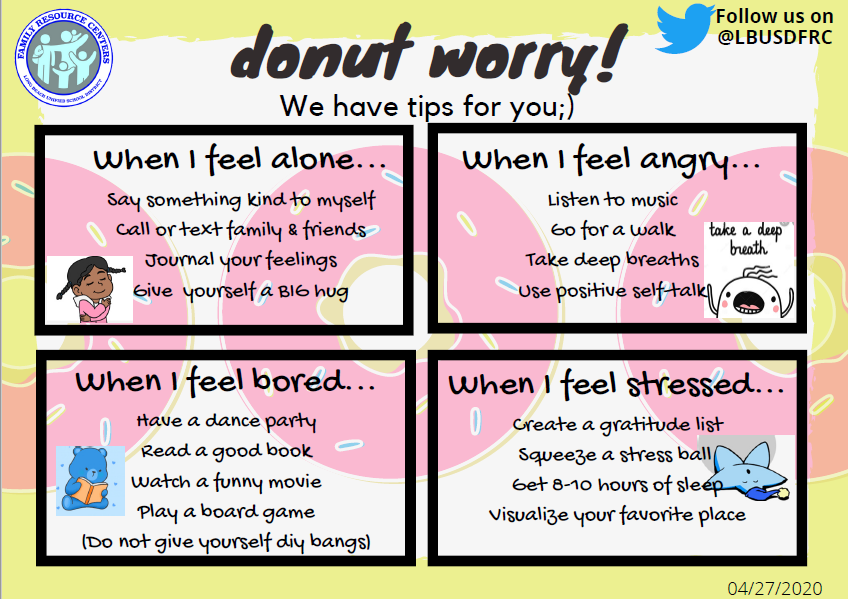 FAMILY RESOURCE CENTERS
LONG BEACH UNIFIED SCHOOL DISTRICT
Follow us on
@LBUSDFRC
donut worry!
We have tips for you;)
When I feel alone...
Say something kind to myself
Call or text family & friends
Journal your feelings
Give yourself a BIG hug
When I feel angry...
Listen to music
Go for a walk
Take deep breaths
Use positive self-talk
take a deep
breath
When I feel bored...
Have a dance party
Read a good book
Watch a funny movie
Play a board game
(Do not give yourself diy bangs)
When I feel stressed...
Create a gratitude list
Squeeze a stress ball
Get 8-10 hours of sleep
Visualize your favorite place
04/27/2020